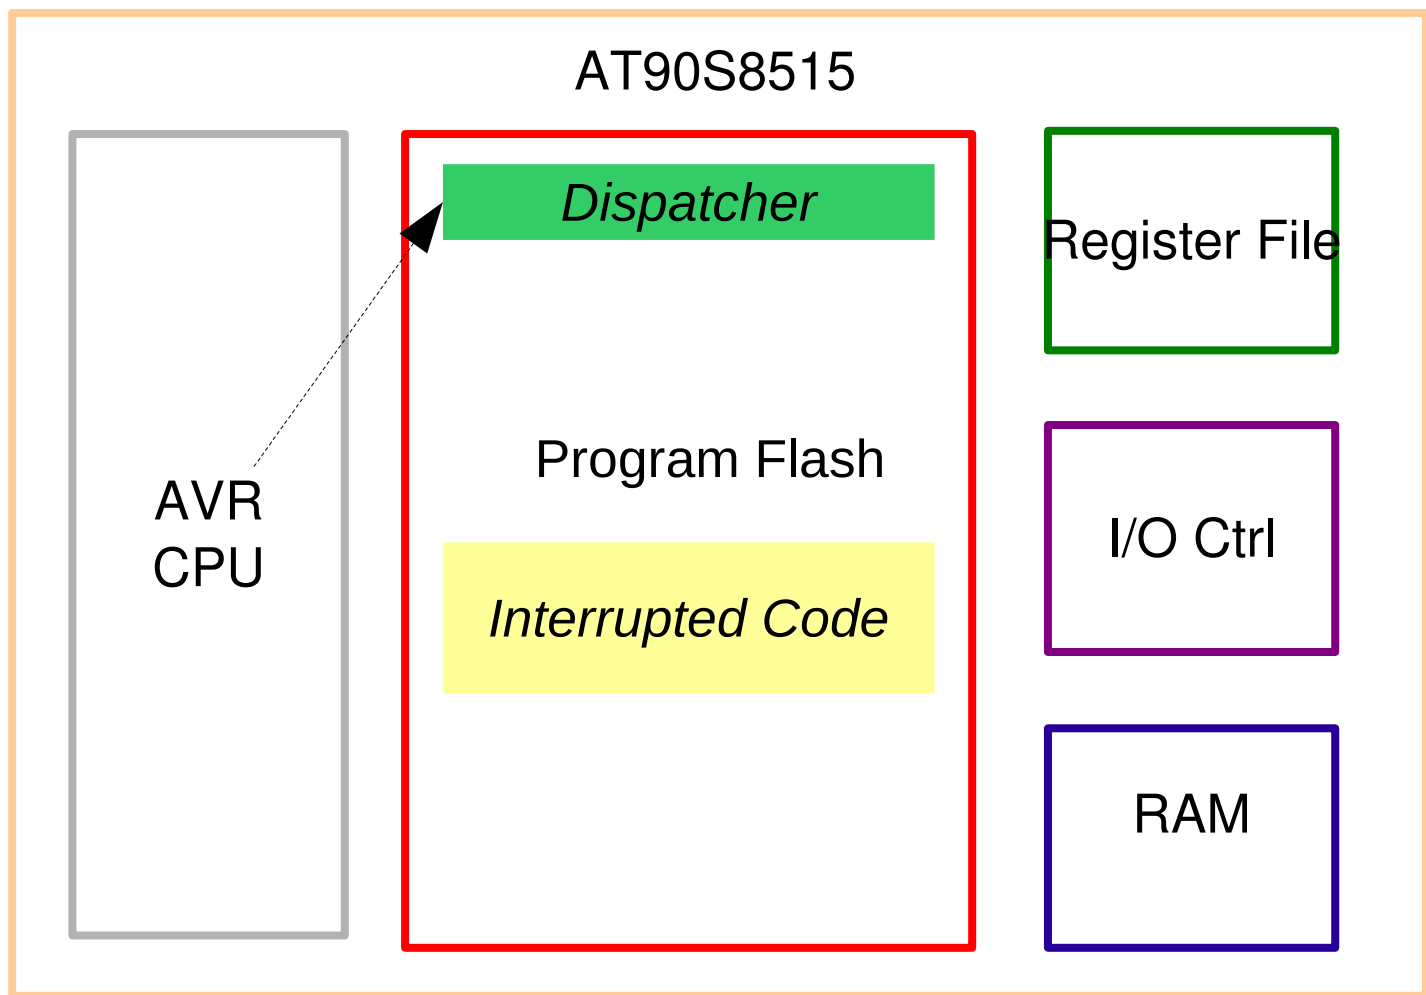 AT90S8515
Dispatcher
Register File
Program Flash
AVR
CPU
I/O Ctrl
Interrupted Code
RAM